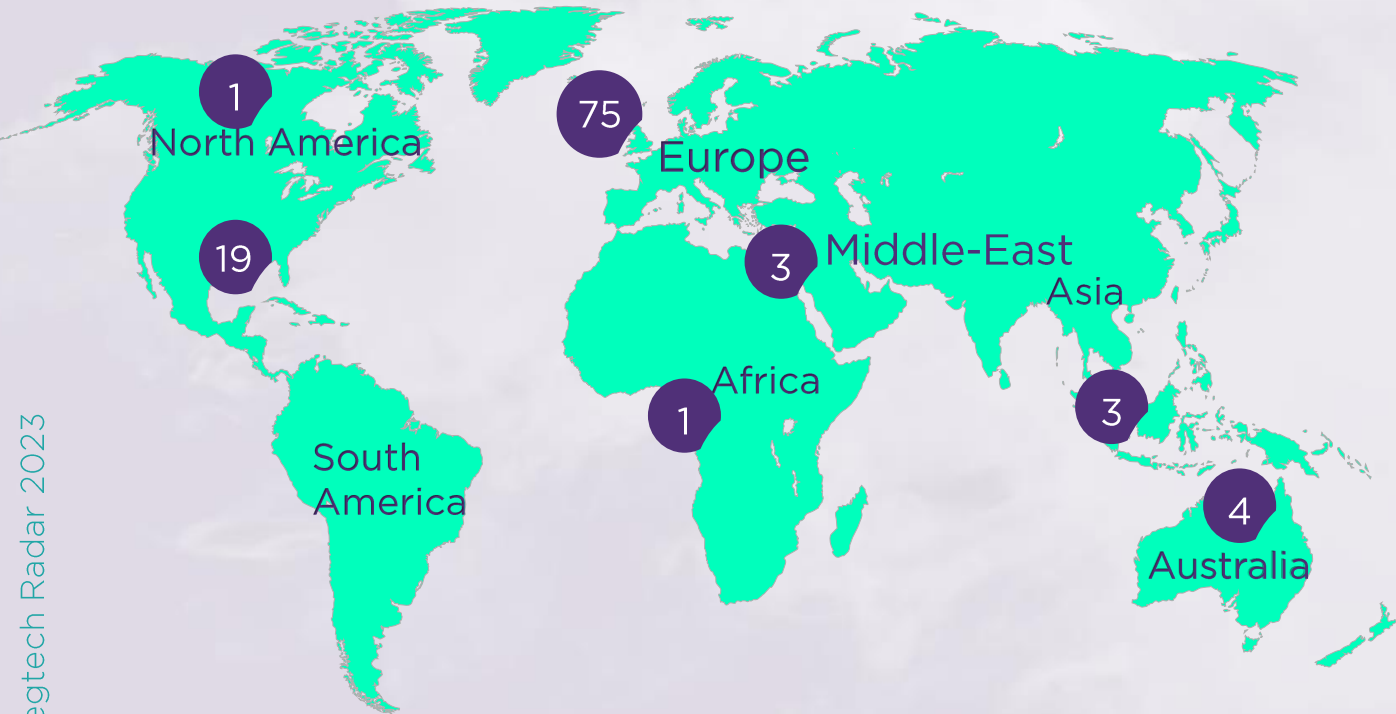 1
North America
75
Europe
19
3
Middle-East
Asia
Africa
1
3
South
America
4
Australia
Radar 2023